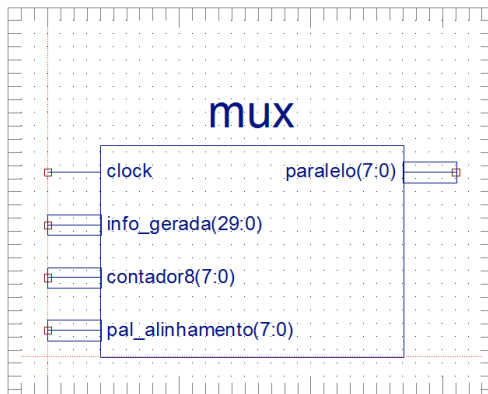 mux
clock
paralelo(7:0)
info_gerada(29:0)
contador8(7:0)
pal_alinhamento(7:0)